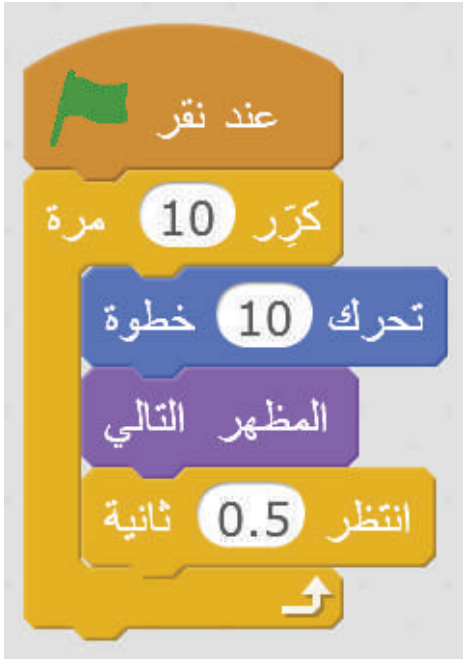 عند نقر
كرِّر 10 مرة
تحرك 10 خطوة
المظهر التالي
انتظر 0.5 ثانية